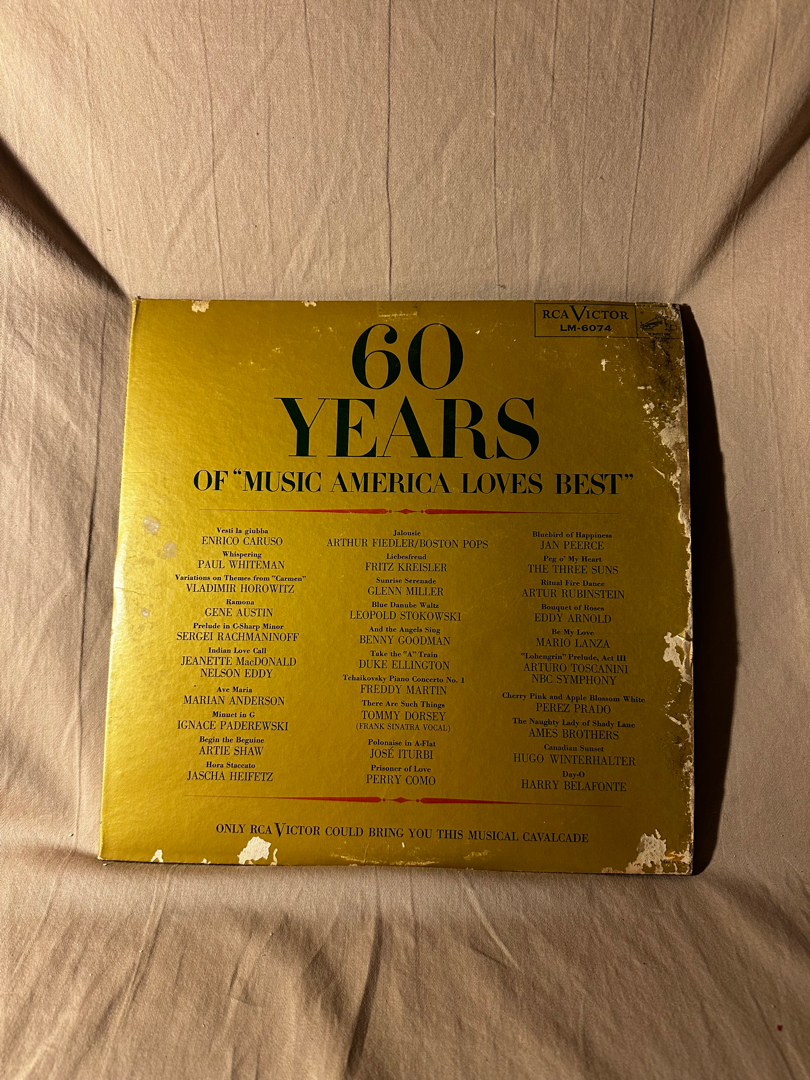 RCA VICTOR
LM-6074
60
YEARS
OF "MUSIC AMERICA LOVES BEST"
Vesti la giubba
ENRICO CARUSO
Whispering
PAUL WHITEMAN
Variations on Themes from "Carmen"
VLADIMIR HOROWITZ
Ramona
GENE AUSTIN
Prelude in C-Sharp Minor
SERGEI RACHMANINOFF
Indian Love Call
JEANETTE MacDONALD
NELSON EDDY
Ave Maria
MARIAN ANDERSON
Minuet in G
IGNACE PADEREWSKI
Begin the Beguine
ARTIE SHAW
Hora Staccato
JASCHA HEIFETZ
Jalousie
ARTHUR FIEDLER/BOSTON POPS
Liebesfreud
FRITZ KREISLER
Sunrise Serenade
GLENN MILLER
Blue Danube Waltz
LEOPOLD STOKOWSKI
And the Angels Sing
BENNY GOODMAN
Take the "A" Train
DUKE ELLINGTON
Tchaikovsky Piano Concerto No. 1
FREDDY MARTIN
There Are Such Things
TOMMY DORSEY
(FRANK SINATRA VOCAL)
Polonaise in A-Flat
JOSÉ ITURBI
Prisoner of Love
PERRY COMO
Bluebird of Happiness
JAN PEERCE
Peg o' My Heart
THE THREE SUNS
Ritual Fire Dance
ARTUR RUBINSTEIN
Bouquet of Roses
EDDY ARNOLD
Be My Love
MARIO LANZA
"Lohengrin" Prelude, Act III
ARTURO TOSCANINI
NBC SYMPHONY
Cherry Pink and Apple Blossom White
PEREZ PRADO
The Naughty Lady of Shady Lane
AMES BROTHERS
Canadian Sunset
HUGO WINTERHALTER
Day-O
HARRY BELAFONTE
ONLY RCA VICTOR COULD BRING YOU THIS MUSICAL CAVALCADE